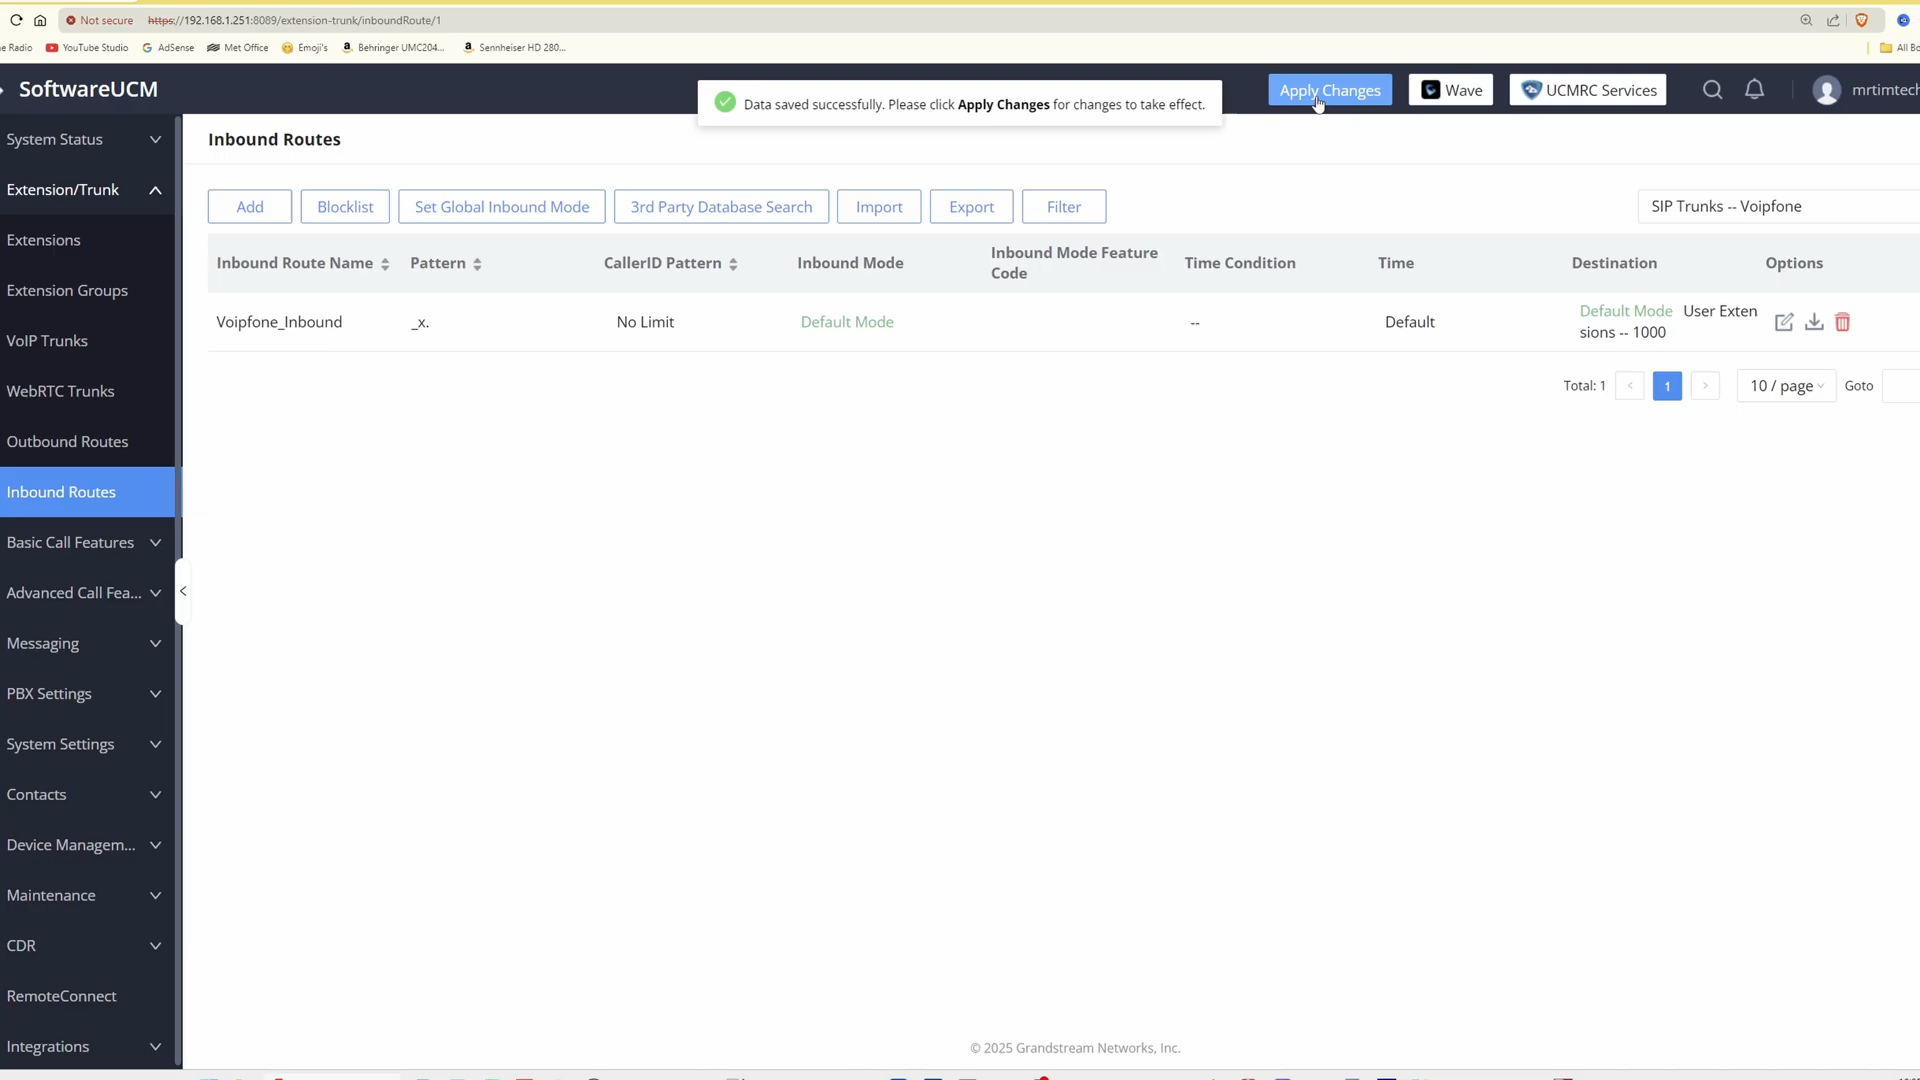 Not secure https://192.168.1.251:8089/extension-trunk/inboundRoute/1
e Radio YouTube Studio AdSense Met Office Emoji's Behringer UMC204... Sennheiser HD 280... All Bo
SoftwareUCM
Data saved successfully. Please click Apply Changes for changes to take effect.
Apply Changes Wave UCMRC Services mrtimtech
System Status
Extension/Trunk
Extensions
Extension Groups
VoIP Trunks
WebRTC Trunks
Outbound Routes
Inbound Routes
Basic Call Features
Advanced Call Fea...
Messaging
PBX Settings
System Settings
Contacts
Device Managem...
Maintenance
CDR
RemoteConnect
Integrations
Inbound Routes
Add Blocklist Set Global Inbound Mode 3rd Party Database Search Import Export Filter SIP Trunks -- Voipfone
Inbound Route Name Pattern CallerID Pattern Inbound Mode Inbound Mode Feature Code Time Condition Time Destination Options
Voipfone_Inbound _x. No Limit Default Mode -- Default Default Mode User Exten
sions -- 1000
Total: 1 < 1 > 10 / page Goto
© 2025 Grandstream Networks, Inc.